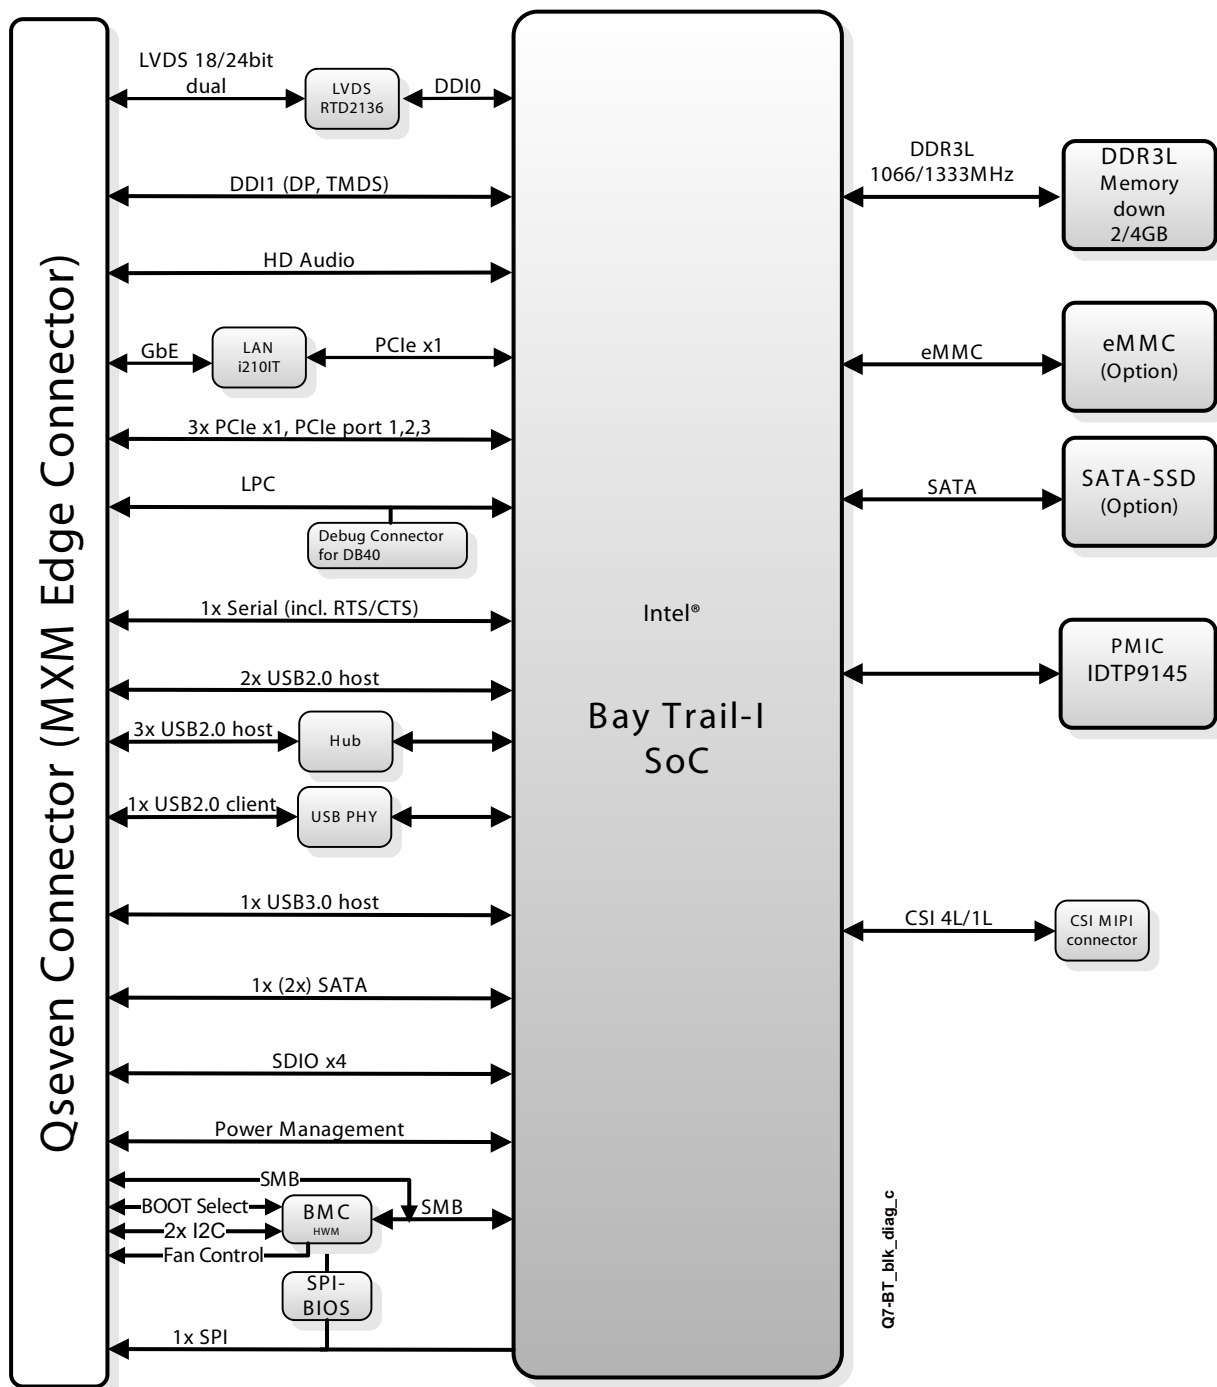 Qseven Connector (MXM Edge Connector)
LVDS 18/24bit
dual
LVDS
RTD2136
DDI0
DDI1 (DP, TMDS)
HD Audio
GbE
LAN
i210IT
PCIe x1
3x PCIe x1, PCIe port 1,2,3
LPC
Debug Connector
for DB40
1x Serial (incl. RTS/CTS)
2x USB2.0 host
3x USB2.0 host
Hub
1x USB2.0 client
USB PHY
1x USB3.0 host
1x (2x) SATA
SDIO x4
Power Management
SMB
BOOT Select
2x I2C
Fan Control
BMC
HWM
SMB
SPI-
BIOS
1x SPI
Intel®
Bay Trail-I
SoC
DDR3L
1066/1333MHz
DDR3L
Memory
down
2/4GB
eMMC
eMMC
(Option)
SATA
SATA-SSD
(Option)
PMIC
IDTP9145
CSI 4L/1L
CSI MIPI
connector
Q7-BT_blk_diag_c